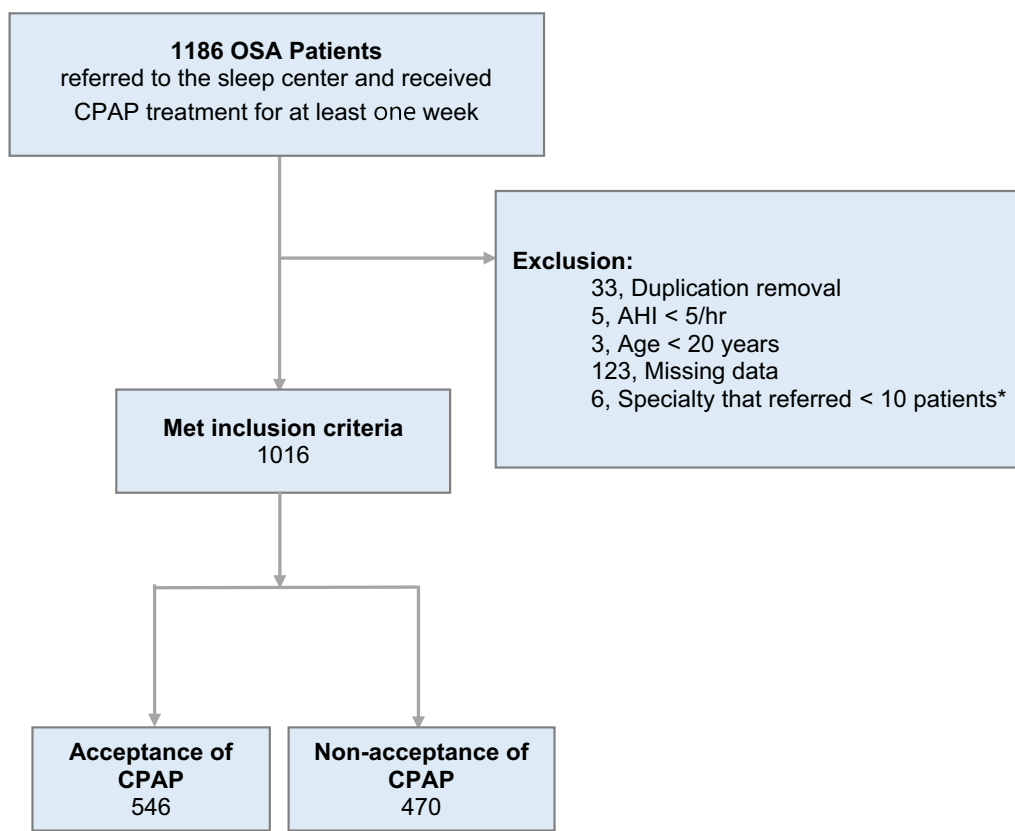 1186 OSA Patients
referred to the sleep center and received
CPAP treatment for at least one week
Exclusion:
33, Duplication removal
5, AHI < 5/hr
3, Age < 20 years
123, Missing data
6, Specialty that referred < 10 patients*
Met inclusion criteria
1016
Acceptance of
CPAP
546
Non-acceptance of
CPAP
470